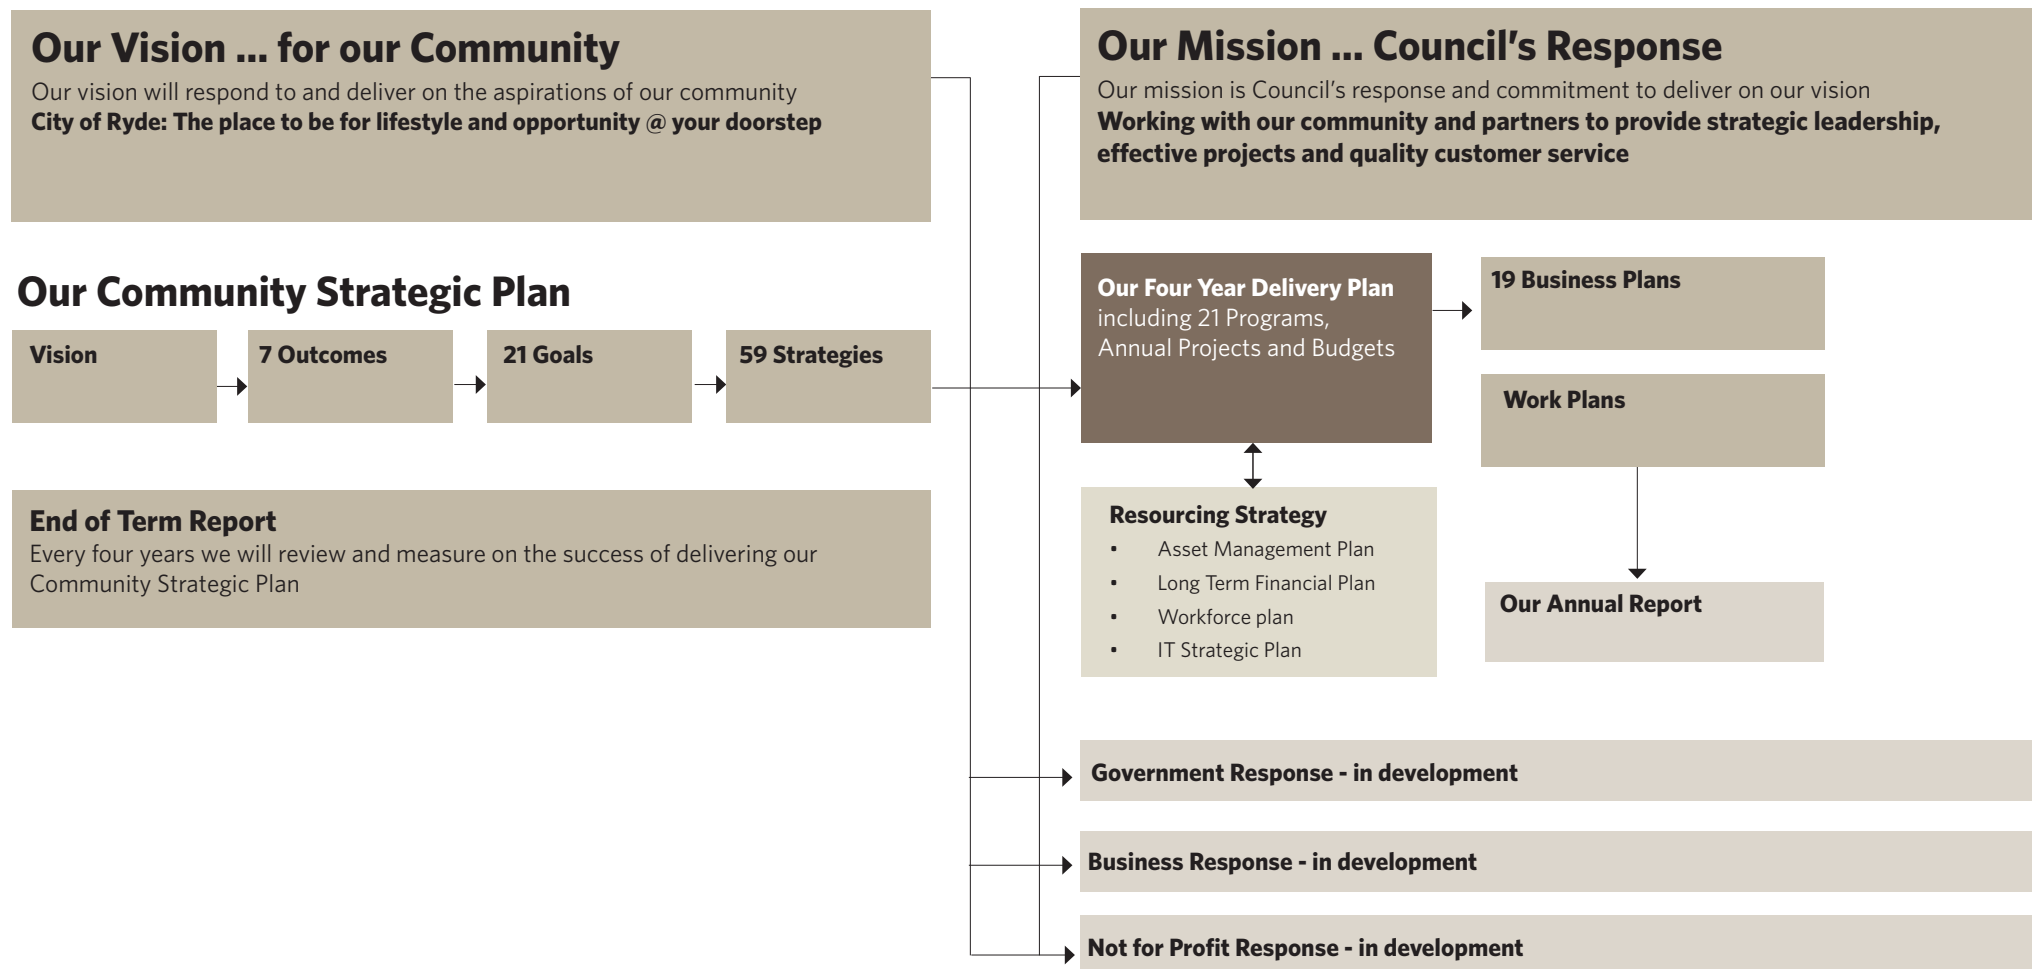 Our Vision ... for our Community
Our vision will respond to and deliver on the aspirations of our community
City of Ryde: The place to be for lifestyle and opportunity @ your doorstep
Our Mission ... Council's Response
Our mission is Council's response and commitment to deliver on our vision
Working with our community and partners to provide strategic leadership,
effective projects and quality customer service
Our Community Strategic Plan
Vision
7 Outcomes
21 Goals
59 Strategies
Our Four Year Delivery Plan
including 21 Programs,
Annual Projects and Budgets
19 Business Plans
Work Plans
End of Term Report
Every four years we will review and measure on the success of delivering our
Community Strategic Plan
Resourcing Strategy
• Asset Management Plan
• Long Term Financial Plan
• Workforce plan
• IT Strategic Plan
Our Annual Report
Government Response - in development
Business Response - in development
Not for Profit Response - in development